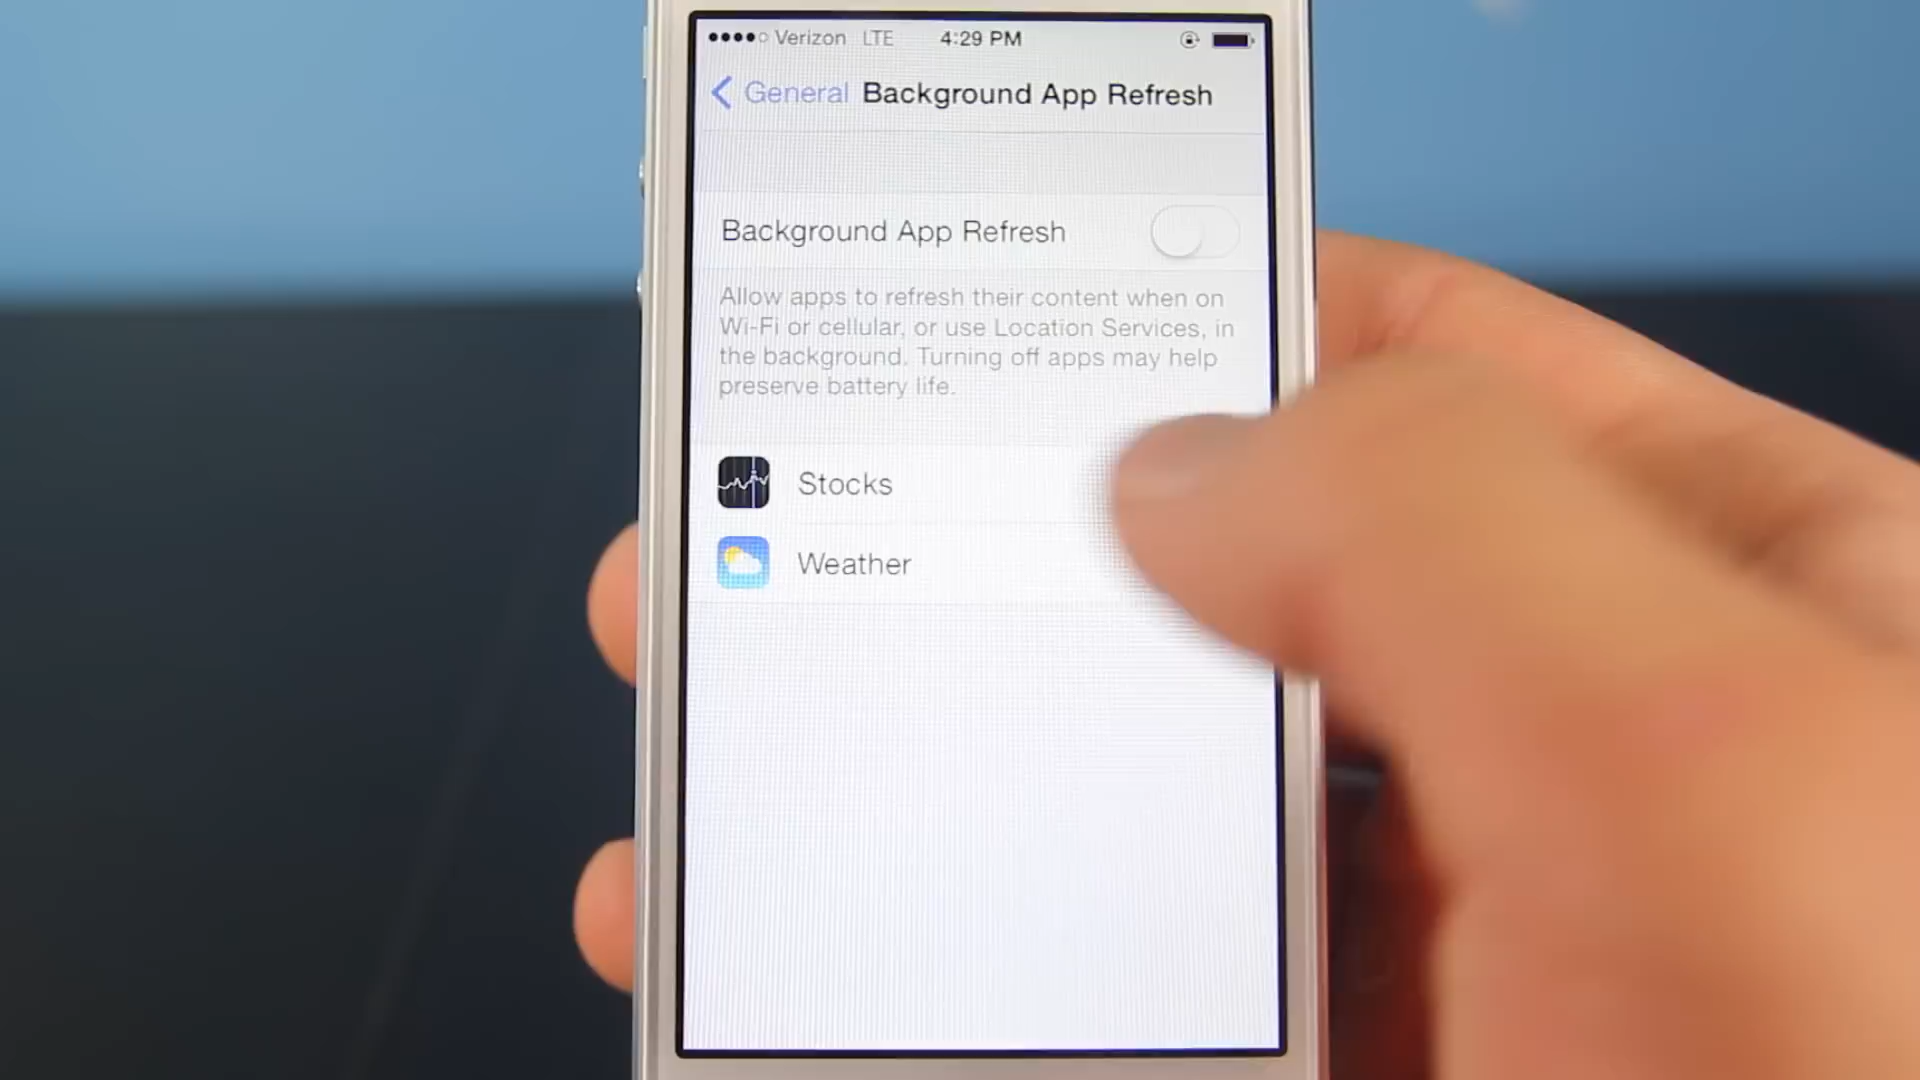 Verizon LTE 4:29 PM
General Background App Refresh
Background App Refresh
Allow apps to refresh their content when on
Wi-Fi or cellular, or use Location Services, in
the background. Turning off apps may help
preserve battery life.
Stocks
Weather